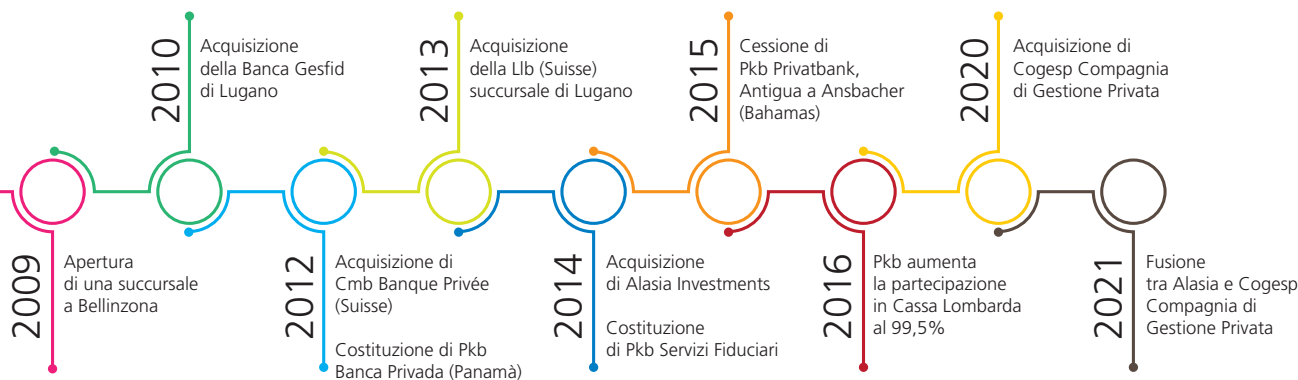 2009
Apertura
di una succursale
a Bellinzona
2010
Acquisizione
della Banca Gesfid
di Lugano
2012
Acquisizione di
Cmb Banque Privée
(Suisse)
Costituzione di Pkb
Banca Privada (Panamà)
2013
Acquisizione
della Llb (Suisse)
succursale di Lugano
2014
Acquisizione
di Alasia Investments
Costituzione
di Pkb Servizi Fiduciari
2015
Cessione di
Pkb Privatbank,
Antigua a Ansbacher
(Bahamas)
2016
Pkb aumenta
la partecipazione
in Cassa Lombarda
al 99,5%
2020
Acquisizione di
Cogesp Compagnia
di Gestione Privata
2021
Fusione
tra Alasia e Cogesp
Compagnia di
Gestione Privata